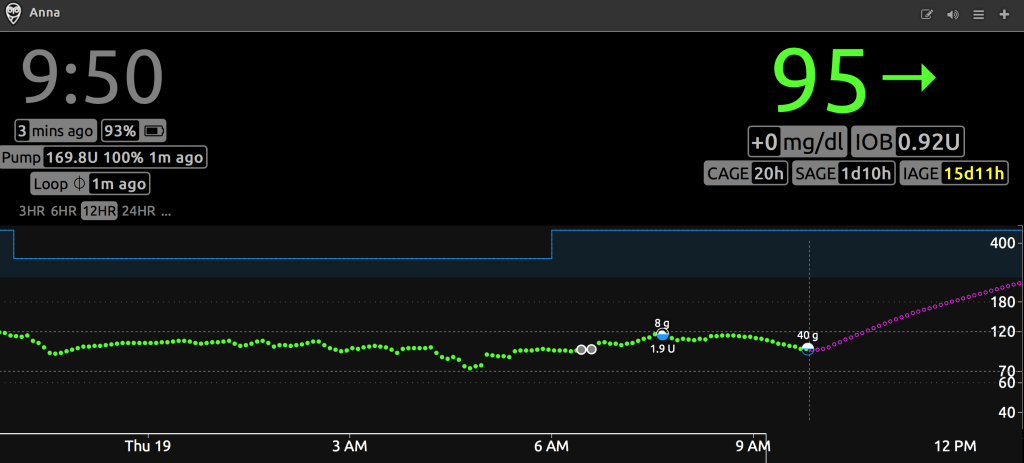 Anna
9:50
3 mins ago 93%
Pump 169.8U 100% 1m ago
Loop ⌽ 1m ago
3HR 6HR 12HR 24HR ...
95→
+0 mg/dl IOB 0.92U
CAGE 20h SAGE 1d10h IAGE 15d11h
400
180
120
70
60
40
8 g
1.9 U
40 g
Thu 19 3 AM 6 AM 9 AM 12 PM